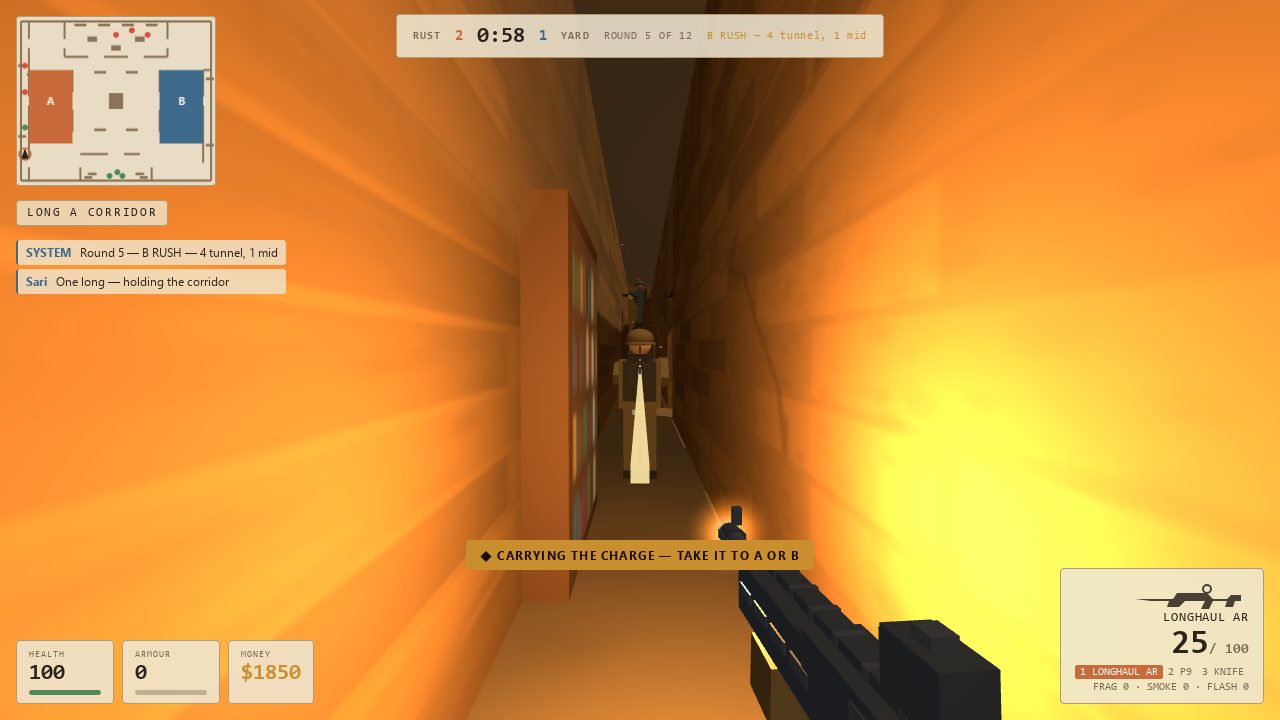 RUST 2 0:58 1 YARD ROUND 5 OF 12 B RUSH — 4 tunnel, 1 mid
A B
LONG A CORRIDOR
SYSTEM Round 5 — B RUSH — 4 tunnel, 1 mid
Sari One long — holding the corridor
◆ CARRYING THE CHARGE — TAKE IT TO A OR B
HEALTH
100
ARMOUR
0
MONEY
$1850
LONGHAUL AR
25 / 100
1 LONGHAUL AR 2 P9 3 KNIFE
FRAG 0 · SMOKE 0 · FLASH 0